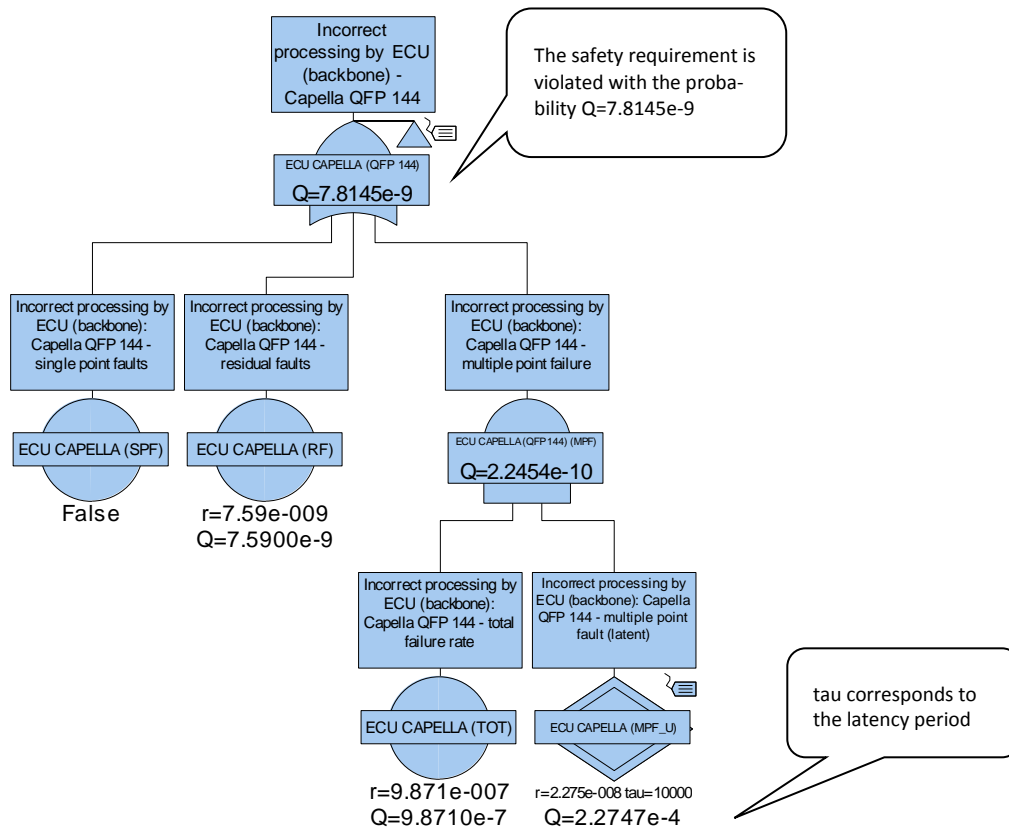 Incorrect
processing by ECU
(backbone) -
Capella QFP 144
The safety requirement is
violated with the proba-
bility Q=7.8145e-9
ECU CAPELLA (QFP 144)
Q=7.8145e-9
Incorrect processing by
ECU (backbone):
Capella QFP 144 -
single point faults
Incorrect processing by
ECU (backbone):
Capella QFP 144 -
residual faults
Incorrect processing by
ECU (backbone):
Capella QFP 144 -
multiple point failure
ECU CAPELLA (SPF)
False
ECU CAPELLA (RF)
r=7.59e-009
Q=7.5900e-9
ECU CAPELLA (QFP 144) (MPF)
Q=2.2454e-10
Incorrect processing by
ECU (backbone):
Capella QFP 144 - total
failure rate
Incorrect processing by
ECU (backbone): Capella
QFP 144 - multiple point
fault (latent)
tau corresponds to
the latency period
ECU CAPELLA (TOT)
r=9.871e-007
Q=9.8710e-7
ECU CAPELLA (MPF_U)
r=2.275e-008 tau=10000
Q=2.2747e-4